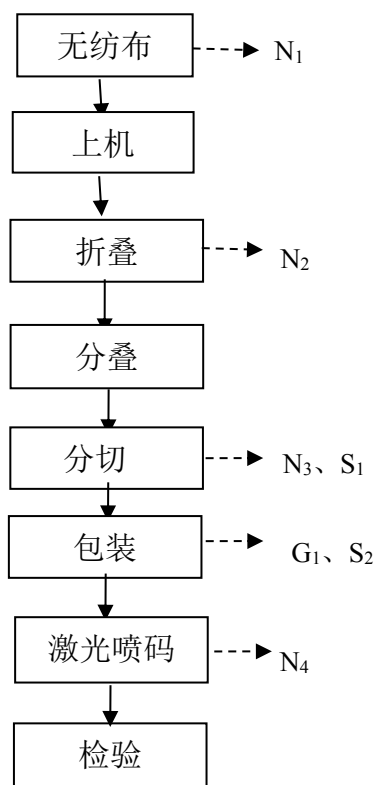 无纺布 N₁
上机
折叠 N₂
分叠
分切 N₃、S₁
包装 G₁、S₂
激光喷码 N₄
检验